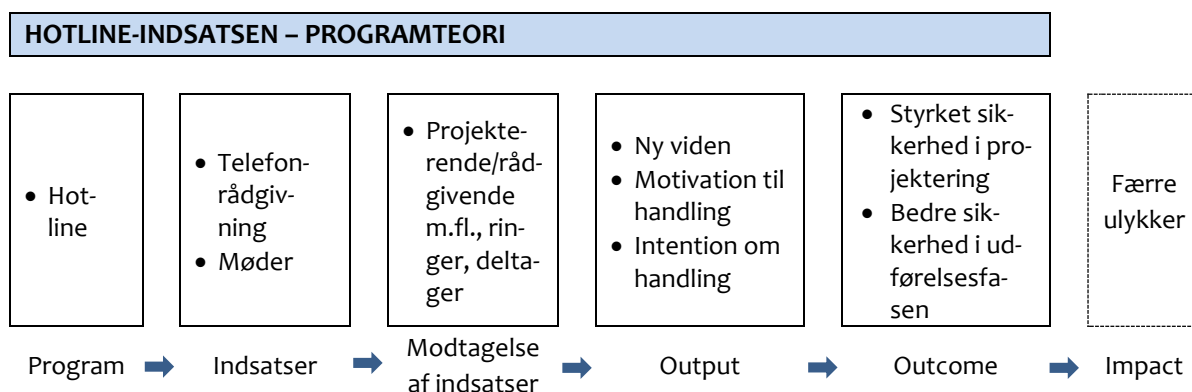 HOTLINE-INDSATSEN – PROGRAMTEORI
• Hot-
line
• Telefon-
rådgiv-
ning
• Møder
• Projekte-
rende/råd-
givende
m.fl., rin-
ger, delta-
ger
• Ny viden
• Motivation til
handling
• Intention om
handling
• Styrket sik-
kerhed i pro-
jektering
• Bedre sik-
kerhed i ud-
førelsesfa-
sen
Færre
ulykker
Program
Indsatser
Modtagelse
af indsatser
Output
Outcome
Impact